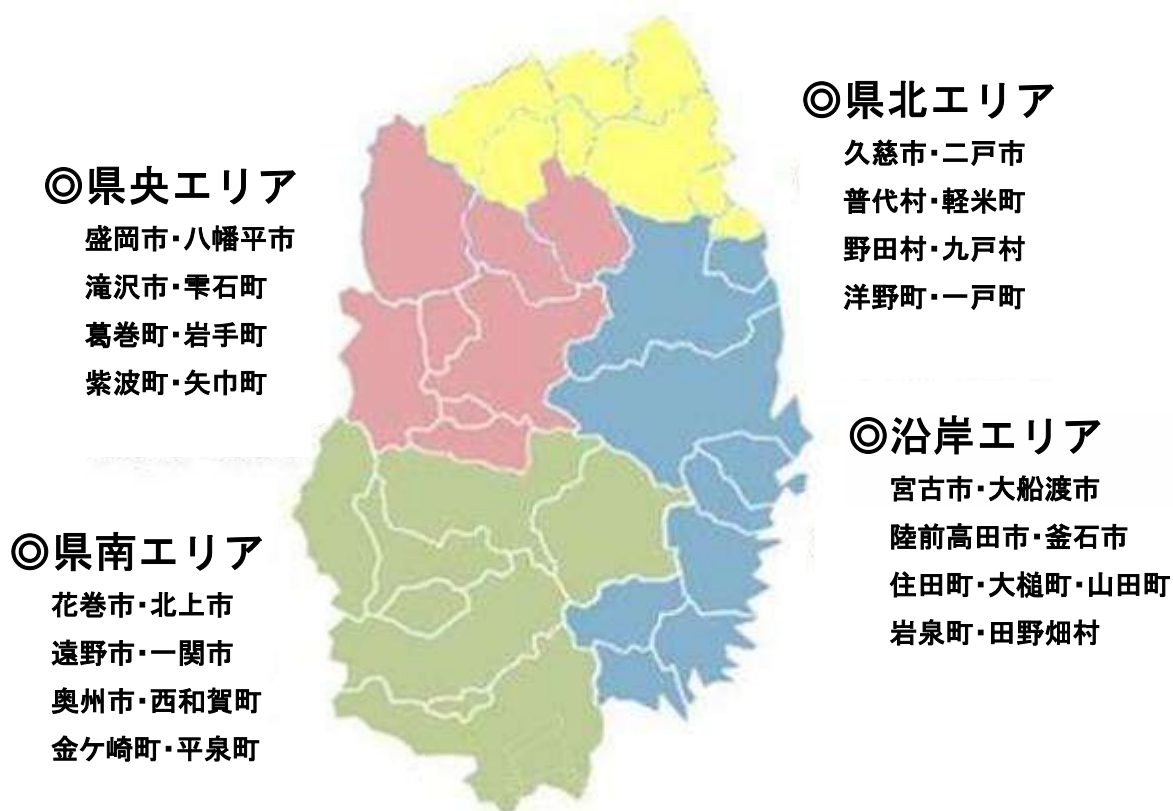 ◎県央エリア
盛岡市・八幡平市
滝沢市・雫石町
葛巻町・岩手町
紫波町・矢巾町
◎県北エリア
久慈市・二戸市
普代村・軽米町
野田村・九戸村
洋野町・一戸町
◎県南エリア
花巻市・北上市
遠野市・一関市
奥州市・西和賀町
金ケ崎町・平泉町
◎沿岸エリア
宮古市・大船渡市
陸前高田市・釜石市
住田町・大槌町・山田町
岩泉町・田野畑村